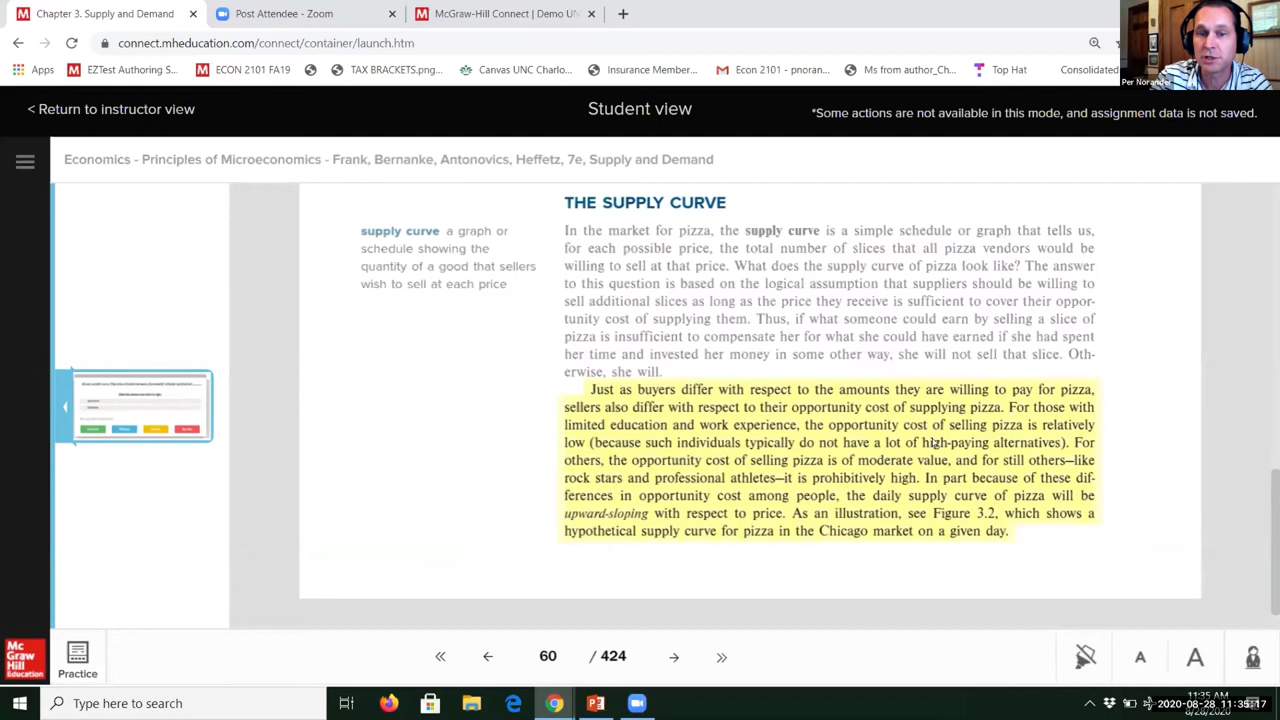 Chapter 3. Supply and Demand
Post Attendee - Zoom
McGraw-Hill Connect | Demo UN
connect.mheducation.com/connect/container/launch.htm
Apps
EZTest Authoring S...
ECON 2101 FA19
TAX BRACKETS.png...
Canvas UNC Charlo...
Insurance Member...
Econ 2101 - pnoran...
Ms from author_Ch...
Top Hat
Consolidated
Per Norander
< Return to instructor view
Student view
*Some actions are not available in this mode, and assignment data is not saved.
Economics - Principles of Microeconomics - Frank, Bernanke, Antonovics, Heffetz, 7e, Supply and Demand
THE SUPPLY CURVE
supply curve a graph or
schedule showing the
quantity of a good that sellers
wish to sell at each price
In the market for pizza, the supply curve is a simple schedule or graph that tells us,
for each possible price, the total number of slices that all pizza vendors would be
willing to sell at that price. What does the supply curve of pizza look like? The answer
to this question is based on the logical assumption that suppliers should be willing to
sell additional slices as long as the price they receive is sufficient to cover their oppor-
tunity cost of supplying them. Thus, if what someone could earn by selling a slice of
pizza is insufficient to compensate her for what she could have earned if she had spent
her time and invested her money in some other way, she will not sell that slice. Oth-
erwise, she will.
Just as buyers differ with respect to the amounts they are willing to pay for pizza,
sellers also differ with respect to their opportunity cost of supplying pizza. For those with
limited education and work experience, the opportunity cost of selling pizza is relatively
low (because such individuals typically do not have a lot of high-paying alternatives). For
others, the opportunity cost of selling pizza is of moderate value, and for still others—like
rock stars and professional athletes—it is prohibitively high. In part because of these dif-
ferences in opportunity cost among people, the daily supply curve of pizza will be
upward-sloping with respect to price. As an illustration, see Figure 3.2, which shows a
hypothetical supply curve for pizza in the Chicago market on a given day.
Mc
Graw
Hill
Education
Practice
60 / 424
A
A
Type here to search
11:35 AM
2020-08-28 11:35:17